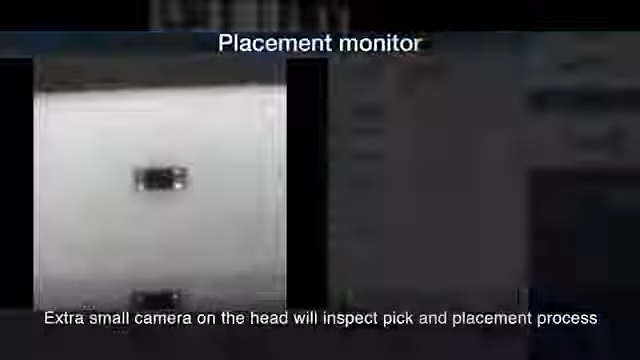 Placement monitor
Extra small camera on the head will inspect pick and placement process